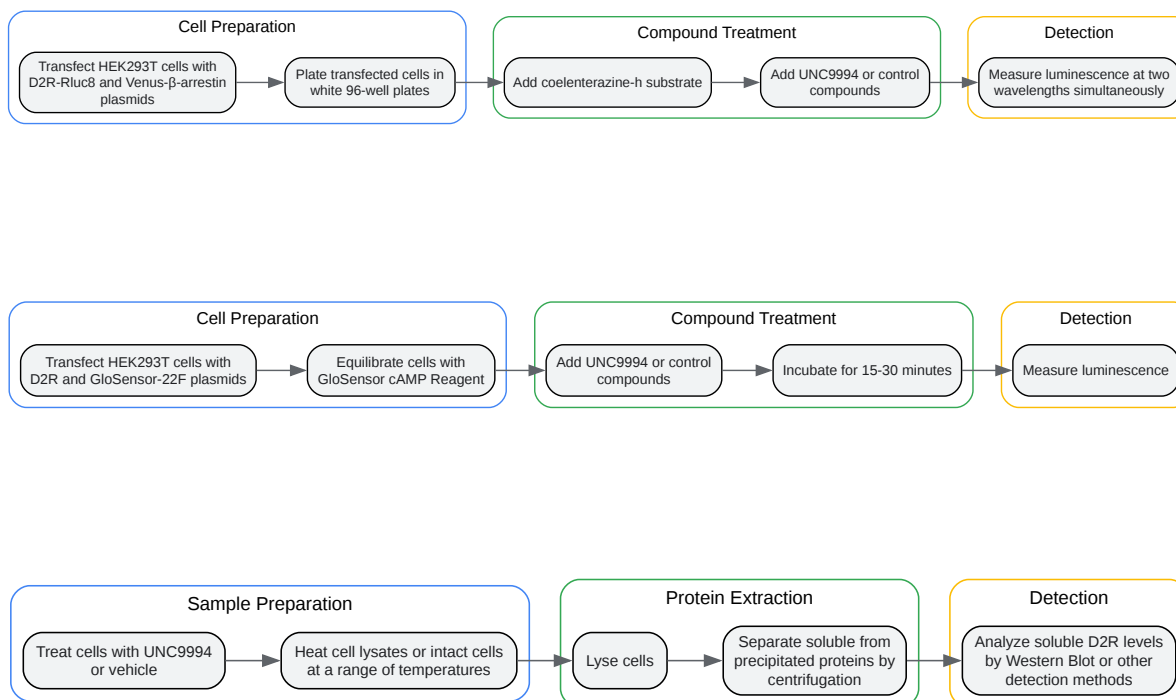 Cell Preparation
Transfect HEK293T cells with
D2R-Rluc8 and Venus-β-arrestin
plasmids
Plate transfected cells in
white 96-well plates
Compound Treatment
Add coelenterazine-h substrate
Add UNC9994 or control
compounds
Detection
Measure luminescence at two
wavelengths simultaneously
Cell Preparation
Transfect HEK293T cells with
D2R and GloSensor-22F plasmids
Equilibrate cells with
GloSensor cAMP Reagent
Compound Treatment
Add UNC9994 or control
compounds
Incubate for 15-30 minutes
Detection
Measure luminescence
Sample Preparation
Treat cells with UNC9994
or vehicle
Heat cell lysates or intact cells
at a range of temperatures
Protein Extraction
Lyse cells
Separate soluble from
precipitated proteins by
centrifugation
Detection
Analyze soluble D2R levels
by Western Blot or other
detection methods